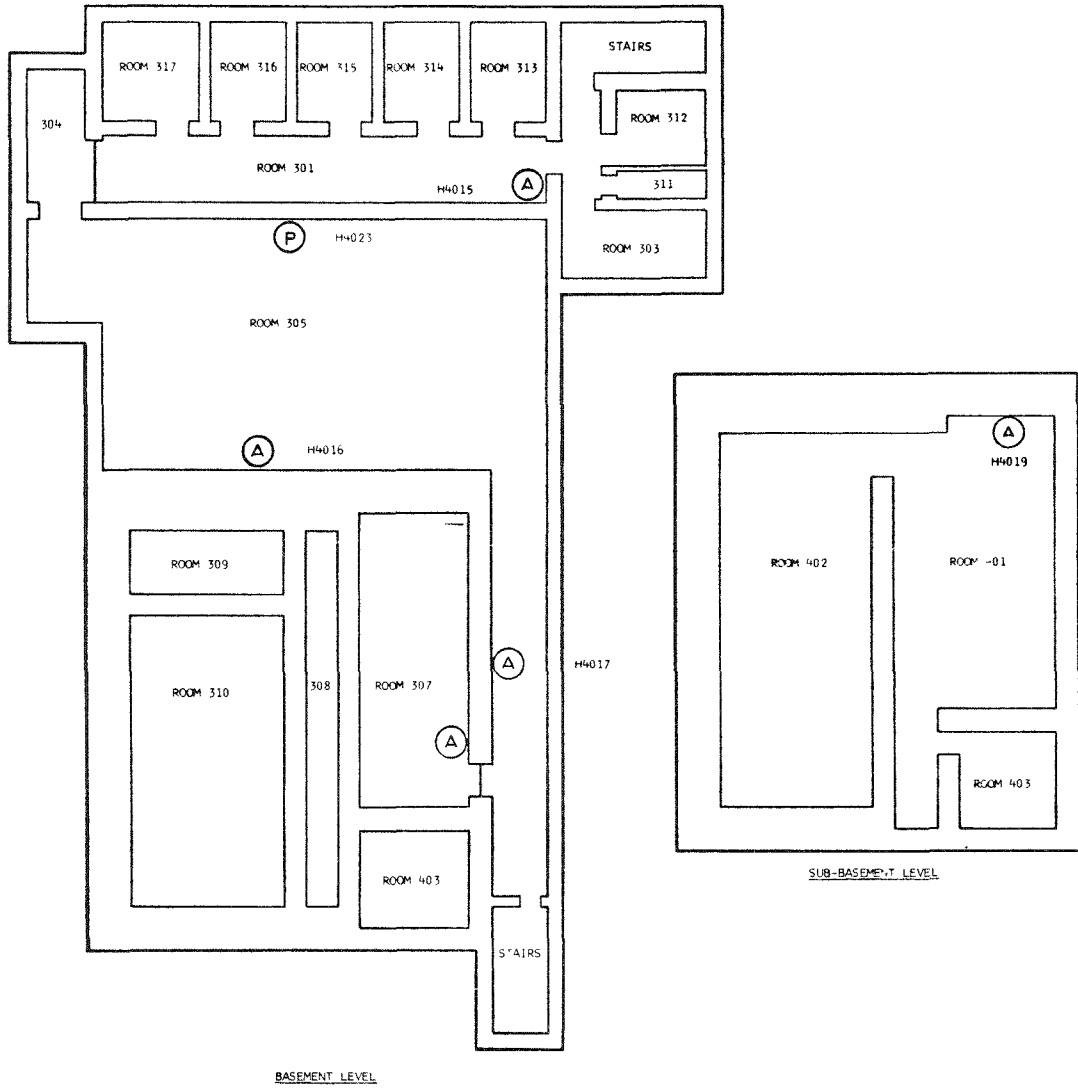 STAIRS
ROOM 317
ROOM 316
ROOM 315
ROOM 314
ROOM 313
304
ROOM 312
ROOM 301
H4015
A
311
P
H4023
ROOM 303
ROOM 305
A
H4016
A
H4019
ROOM 309
ROOM 402
ROOM -01
A
H4017
ROOM 310
308
ROOM 307
A
ROOM 403
ROOM 403
SUB-BASEMENT LEVEL
STAIRS
BASEMENT LEVEL